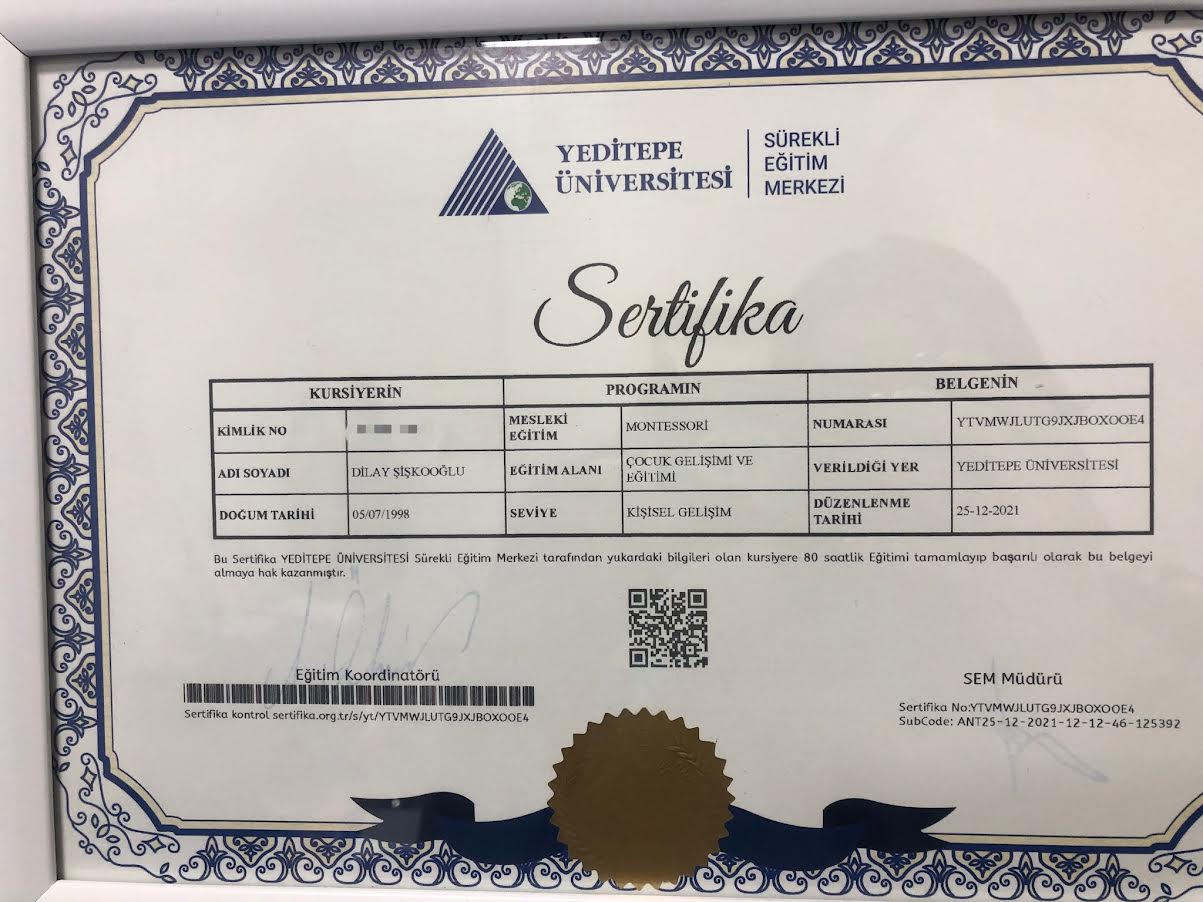 YEDİTEPE
ÜNİVERSİTESİ
SÜREKLİ
EĞİTİM
MERKEZİ
Sertifika
KURSİYERİN
PROGRAMIN
BELGENİN
KİMLİK NO
MESLEKİ
EĞİTİM
MONTESSORİ
NUMARASI
YTVMWJLUTG9JXJBOXOOE4
ADI SOYADI
DİLAY ŞİŞKOOĞLU
EĞİTİM ALANI
ÇOCUK GELİŞİMİ VE
EĞİTİMİ
VERİLDİĞİ YER
YEDİTEPE ÜNİVERSİTESİ
DOĞUM TARİHİ
05/07/1998
SEVİYE
KİŞİSEL GELİŞİM
DÜZENLENME
TARİHİ
25-12-2021
Bu Sertifika YEDİTEPE ÜNİVERSİTESİ Sürekli Eğitim Merkezi tarafından yukardaki bilgileri olan kursiyere 80 saatlik Eğitimi tamamlayıp başarılı olarak bu belgeyi
almaya hak kazanmıştır.
Eğitim Koordinatörü
Sertifika kontrol sertifika.org.tr/s/yt/YTVMWJLUTG9JXJBOXOOE4
SEM Müdürü
Sertifika No:YTVMWJLUTG9JXJBOXOOE4
SubCode: ANT25-12-2021-12-12-46-125392